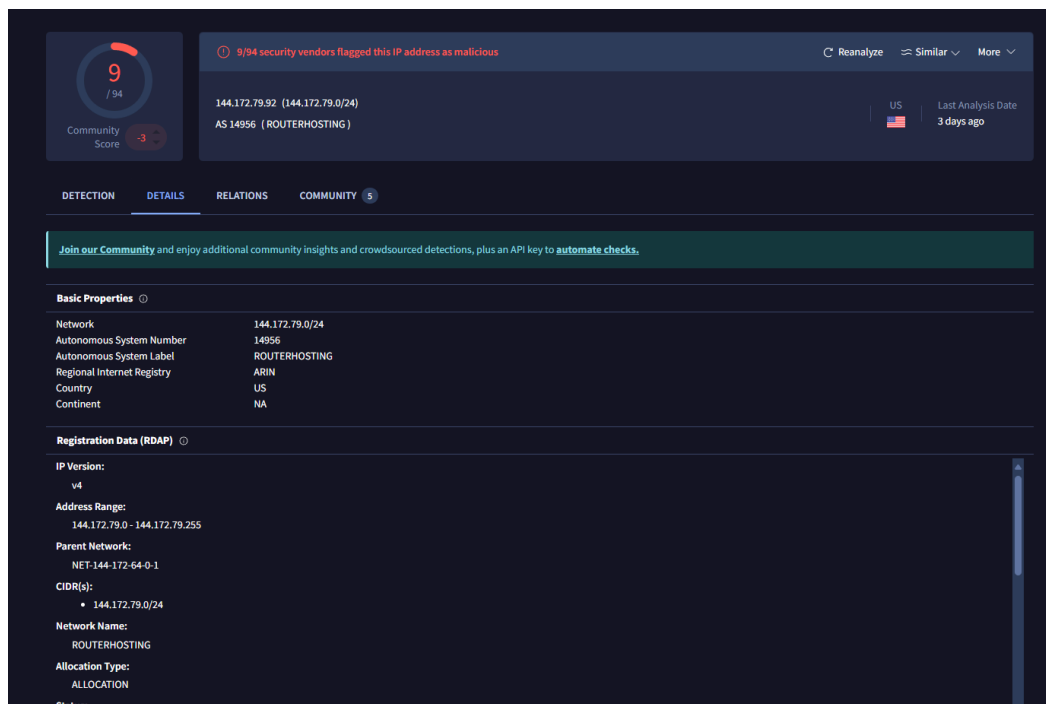 9
/ 94
Community
Score
-3
9/94 security vendors flagged this IP address as malicious
Reanalyze
Similar
More
144.172.79.92 (144.172.79.0/24)
AS 14956 ( ROUTERHOSTING )
US
Last Analysis Date
3 days ago
DETECTION
DETAILS
RELATIONS
COMMUNITY 5
Join our Community and enjoy additional community insights and crowdsourced detections, plus an API key to automate checks.
Basic Properties
Network 144.172.79.0/24
Autonomous System Number 14956
Autonomous System Label ROUTERHOSTING
Regional Internet Registry ARIN
Country US
Continent NA
Registration Data (RDAP)
IP Version:
v4
Address Range:
144.172.79.0 - 144.172.79.255
Parent Network:
NET-144-172-64-0-1
CIDR(s):
• 144.172.79.0/24
Network Name:
ROUTERHOSTING
Allocation Type:
ALLOCATION